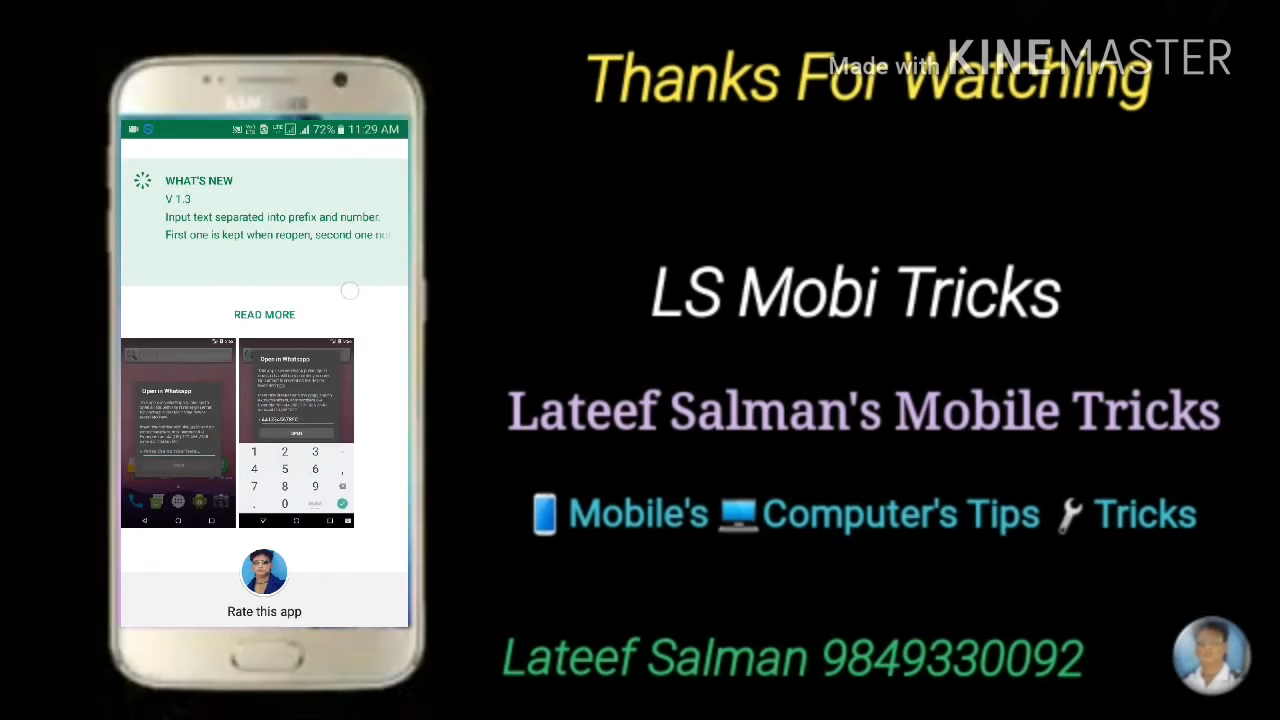 Thanks For Watching
Made with KINEMASTER
SAMSUNG
72% 11:29 AM
WHAT'S NEW
V 1.3
Input text separated into prefix and number.
First one is kept when reopen, second one no
READ MORE
Open in Whatsapp
Open in Whatsapp
OPEN
OPEN
1 2 3
4 5 6
7 8 9
0
Rate this app
LS Mobi Tricks
Lateef Salman's Mobile Tricks
Mobile's Computer's Tips Tricks
Lateef Salman 9849330092